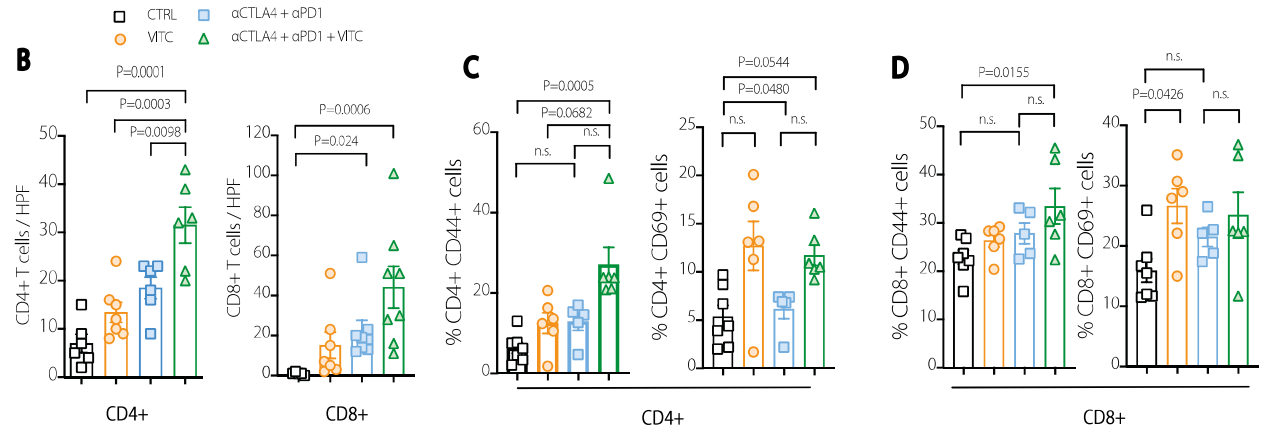 CTRL αCTLA4 + αPD1
VITC αCTLA4 + αPD1 + VITC
B
P=0.0001
P=0.0003
P=0.0098
50
40
30
20
10
0
CD4+ T cells / HPF
CD4+
P=0.0006
P=0.024
120
100
80
60
40
20
0
CD8+ T cells / HPF
CD8+
C
P=0.0005
P=0.0682
n.s.
n.s.
60
40
20
0
% CD4+ CD44+ cells
P=0.0544
P=0.0480
n.s.
n.s.
25
20
15
10
5
0
% CD4+ CD69+ cells
CD4+
D
P=0.0155
n.s.
n.s.
50
40
30
20
10
0
% CD8+ CD44+ cells
n.s.
P=0.0426
n.s.
40
30
20
10
0
% CD8+ CD69+ cells
CD8+